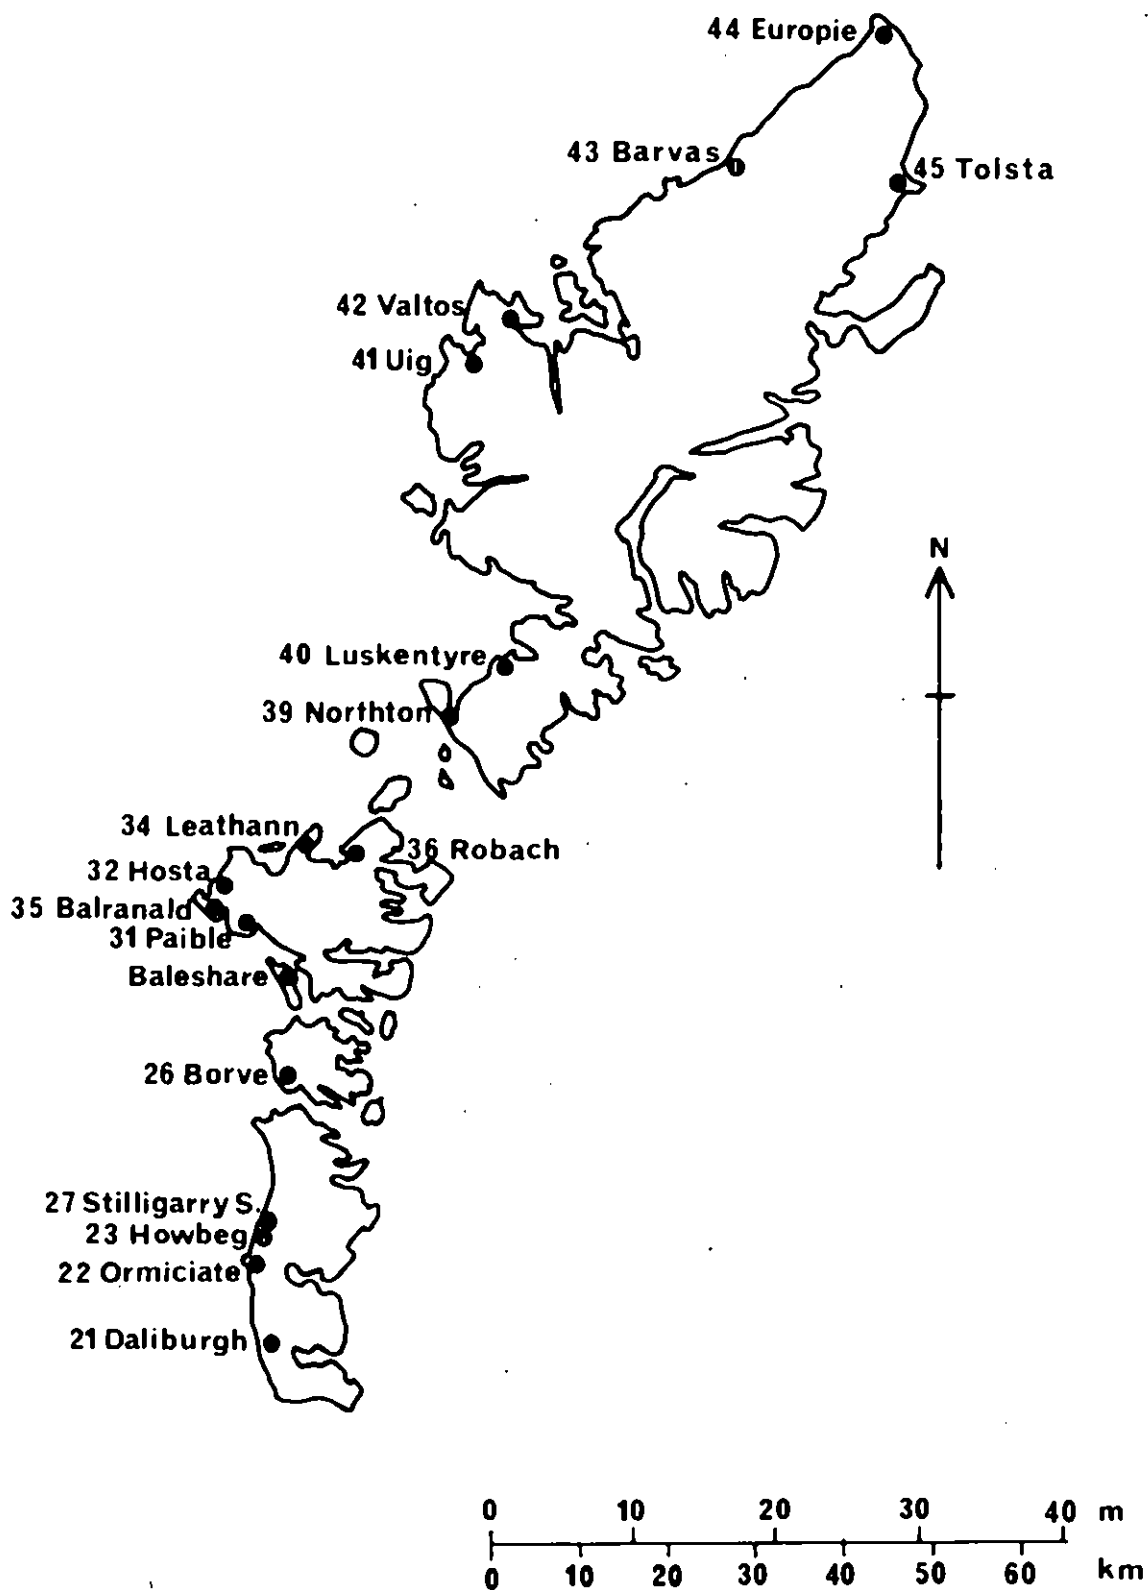 44 Europie
43 Barvas
45 Tolsta
42 Valtos
41 Uig
N
40 Luskentyre
39 Northton
34 Leathann
36 Robach
32 Hosta
35 Balranald
31 Paible
Baleshare
26 Borve
27 Stilligarry S.
23 Howbeg
22 Ormiciate
21 Daliburgh
0 10 20 30 40 m
0 10 20 30 40 50 60 km